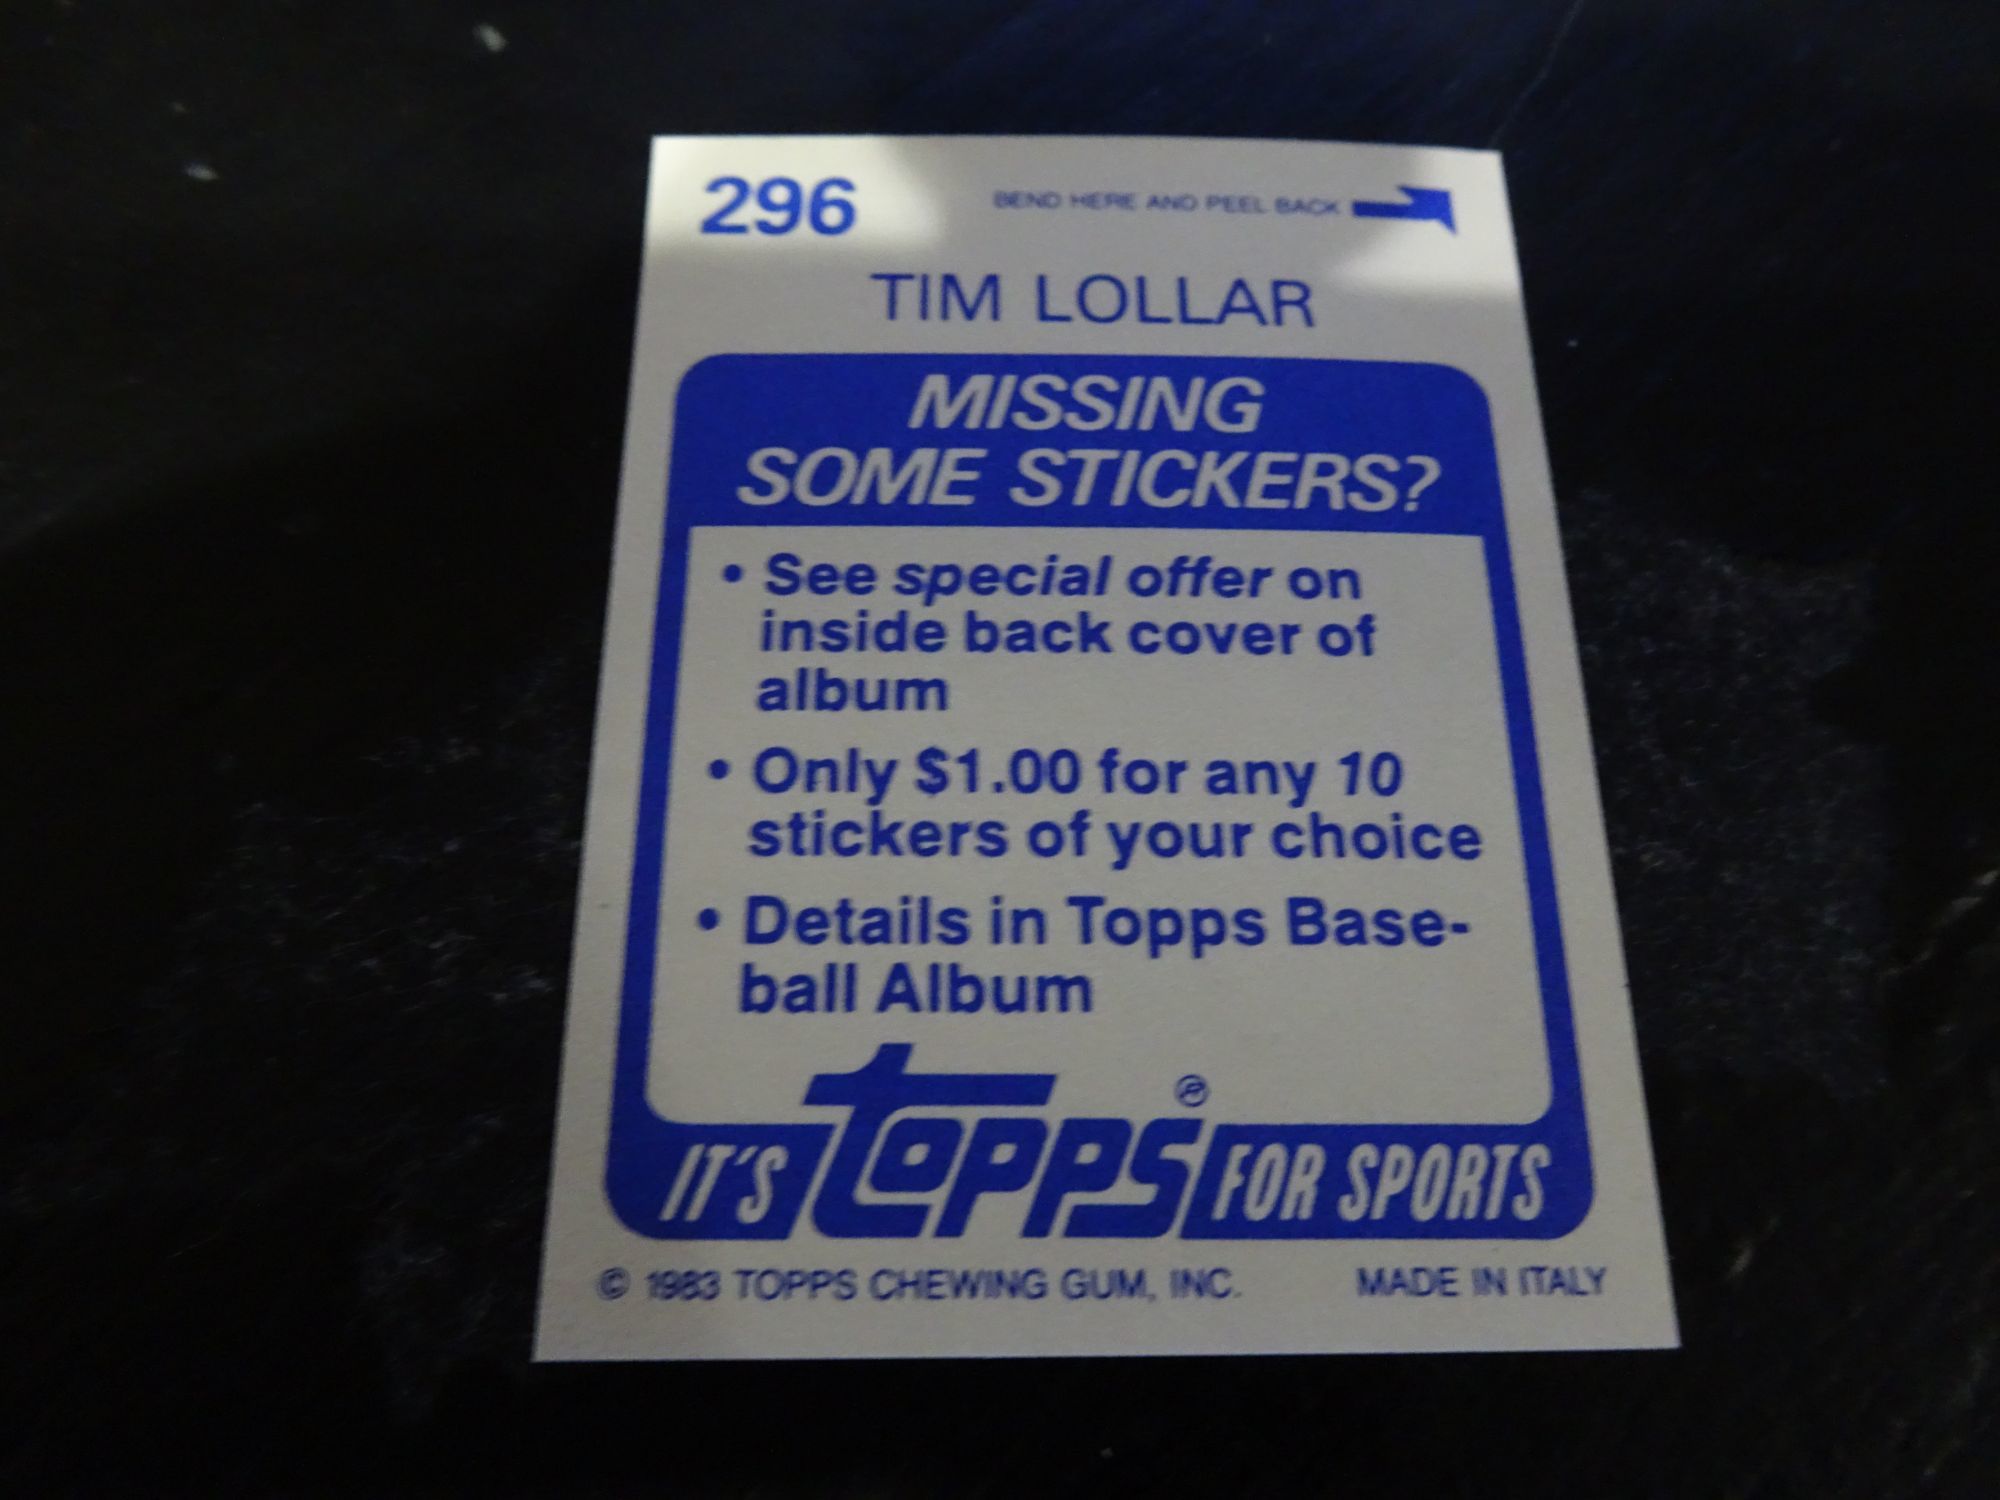 296
BEND HERE AND PEEL BACK
TIM LOLLAR
MISSING
SOME STICKERS?
• See special offer on
inside back cover of
album
• Only $1.00 for any 10
stickers of your choice
• Details in Topps Base-
ball Album
IT'S topps® FOR SPORTS
© 1983 TOPPS CHEWING GUM, INC. MADE IN ITALY